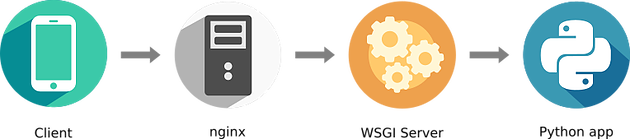 Client
nginx
WSGI Server
Python app